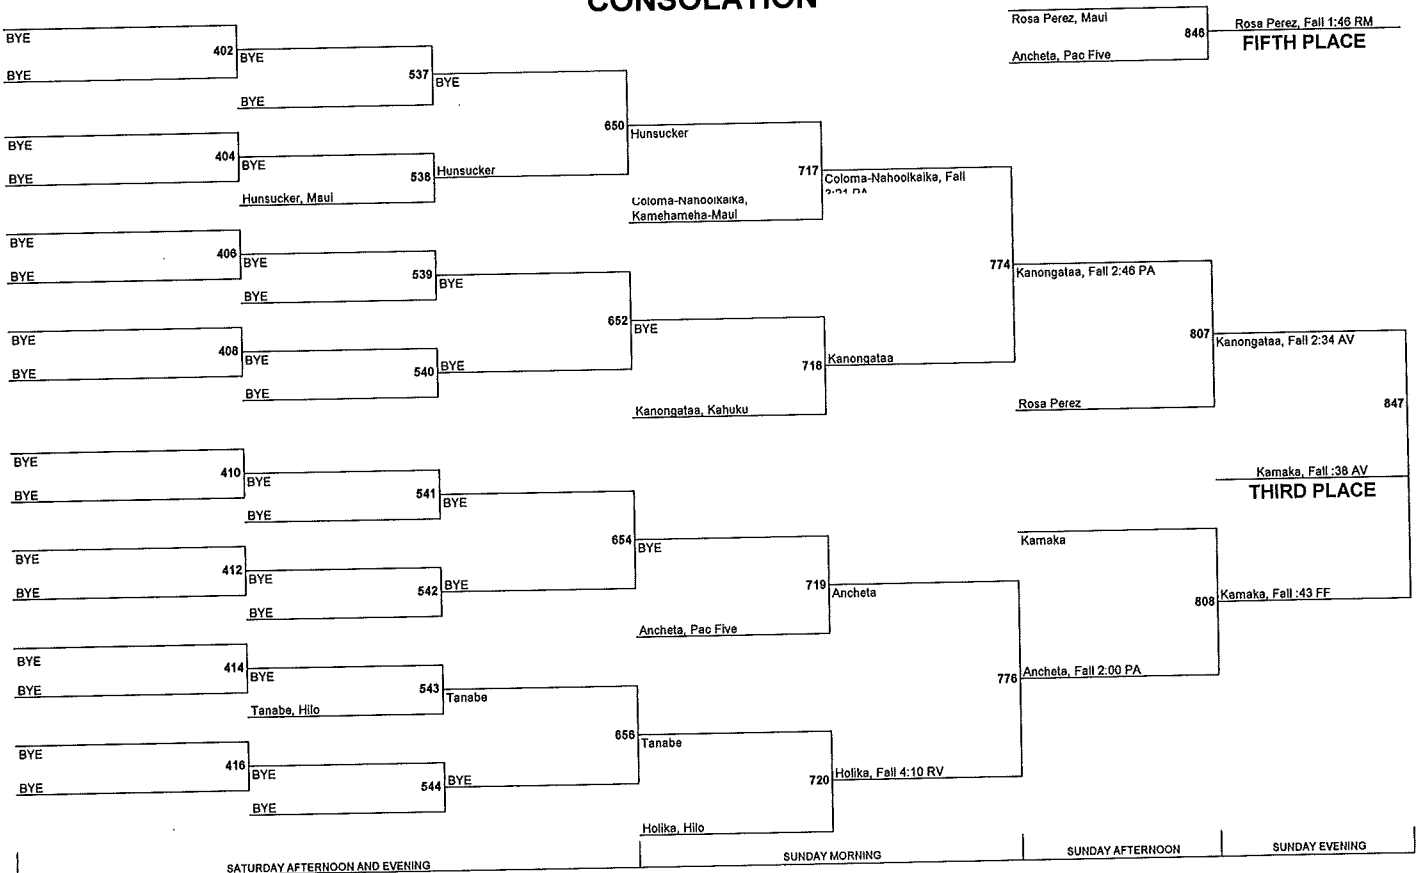 CONSOLATION
Rosa Perez, Maui
846
Rosa Perez, Fall 1:46 RM
FIFTH PLACE
Ancheta, Pac Five
BYE
402
BYE
BYE
537
BYE
BYE
650
Hunsucker
BYE
404
BYE
BYE
538
Hunsucker
Hunsucker, Maui
717
Coloma-Nahoolkaika, Fall
3:21 PA
Coloma-Nahoolkaika,
Kamehameha-Maui
BYE
406
BYE
BYE
539
BYE
BYE
652
BYE
BYE
408
BYE
BYE
540
BYE
BYE
718
Kanongataa
Kanongataa, Kahuku
774
Kanongataa, Fall 2:46 PA
807
Kanongataa, Fall 2:34 AV
Rosa Perez
847
Kamaka, Fall :38 AV
THIRD PLACE
BYE
410
BYE
BYE
541
BYE
BYE
654
BYE
BYE
412
BYE
BYE
542
BYE
BYE
719
Ancheta
Ancheta, Pac Five
Kamaka
808
Kamaka, Fall :43 FF
776
Ancheta, Fall 2:00 PA
BYE
414
BYE
BYE
543
Tanabe
Tanabe, Hilo
656
Tanabe
BYE
416
BYE
BYE
544
BYE
BYE
720
Holika, Fall 4:10 RV
Holika, Hilo
SATURDAY AFTERNOON AND EVENING
SUNDAY MORNING
SUNDAY AFTERNOON
SUNDAY EVENING